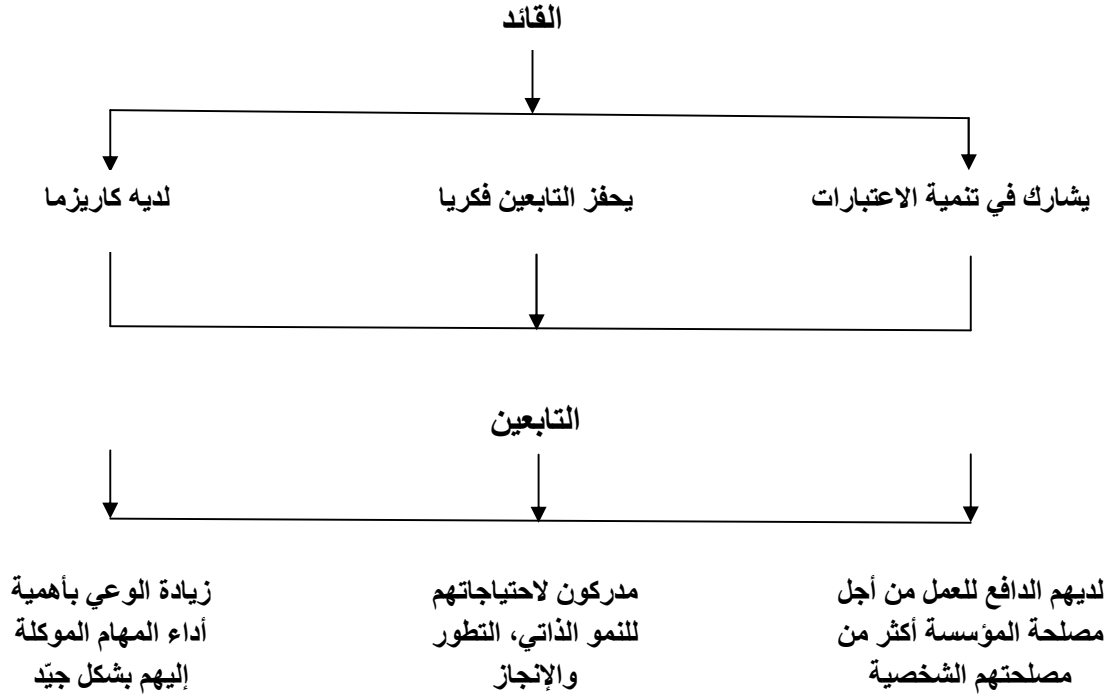 القائد
يشارك في تنمية الاعتبارات
يحفز التابعين فكريا
لديه كاريزما
التابعين
لديهم الدافع للعمل من أجل
مصلحة المؤسسة أكثر من
مصلحتهم الشخصية
مدركون لاحتياجاتهم
للنمو الذاتي، التطور
والإنجاز
زيادة الوعي بأهمية
أداء المهام الموكلة
إليهم بشكل جيّد